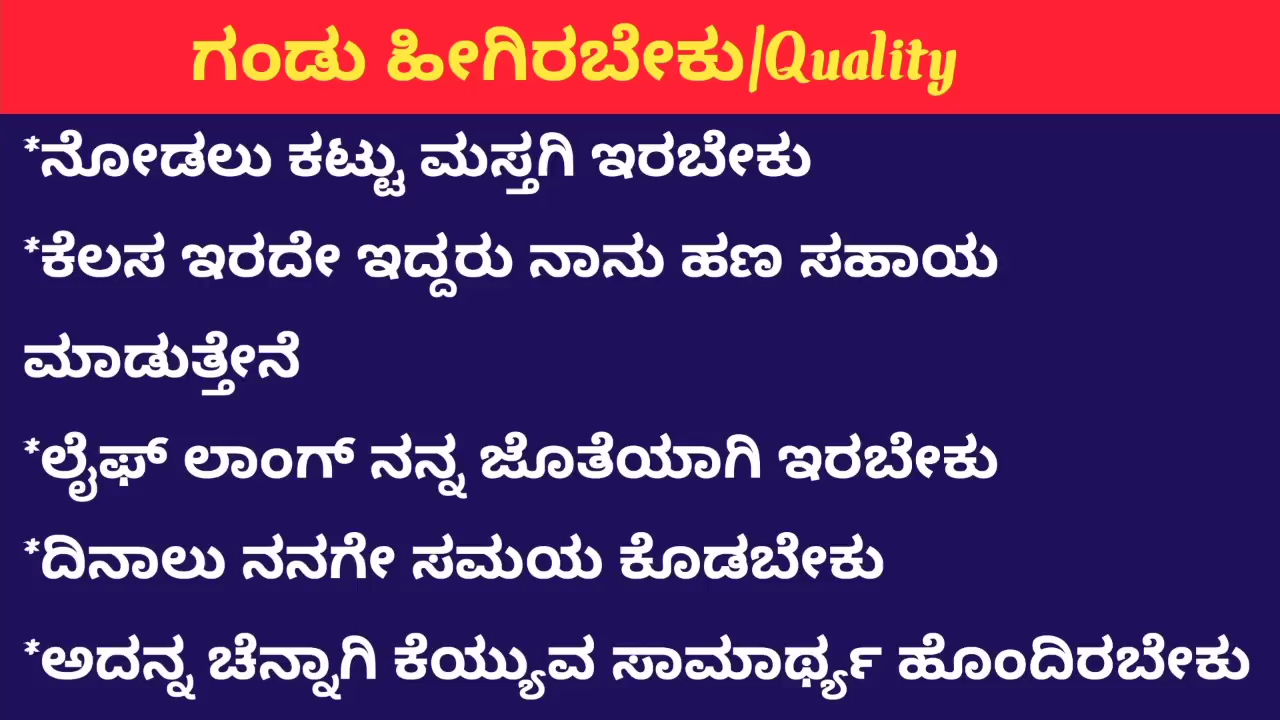 ಗಂಡು ಹೀಗಿರಬೇಕು/Quality
*ನೋಡಲು ಕಟ್ಟು ಮಸ್ತಗಿ ಇರಬೇಕು
*ಕೆಲಸ ಇರದೇ ಇದ್ದರು ನಾನು ಹಣ ಸಹಾಯ
ಮಾಡುತ್ತೇನೆ
*ಲೈಫ್ ಲಾಂಗ್ ನನ್ನ ಜೊತೆಯಾಗಿ ಇರಬೇಕು
*ದಿನಾಲು ನನಗೇ ಸಮಯ ಕೊಡಬೇಕು
*ಅದನ್ನ ಚೆನ್ನಾಗಿ ಕೆಯ್ಯುವ ಸಾಮಾರ್ಥ್ಯ ಹೊಂದಿರಬೇಕು